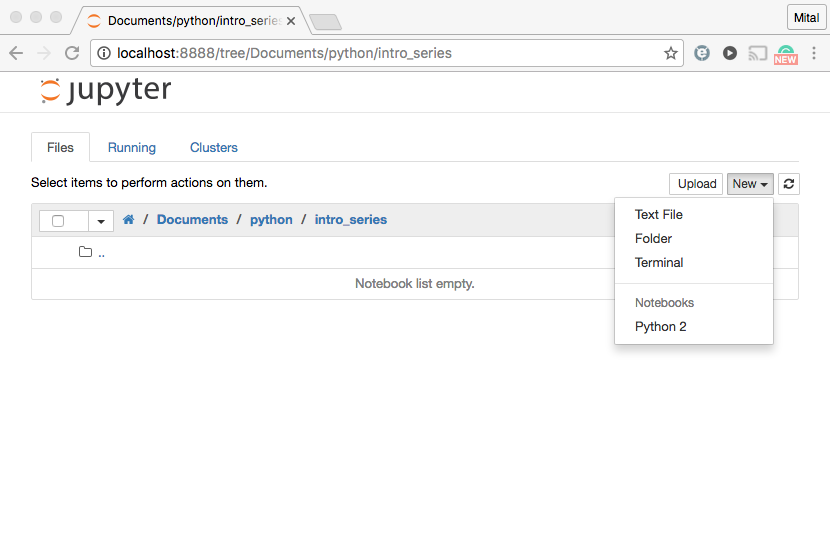 Documents/python/intro_series
Mital
localhost:8888/tree/Documents/python/intro_series
NEW
jupyter
Files Running Clusters
Select items to perform actions on them.
Upload New
/ Documents / python / intro_series
..
Notebook list empty.
Text File
Folder
Terminal
Notebooks
Python 2